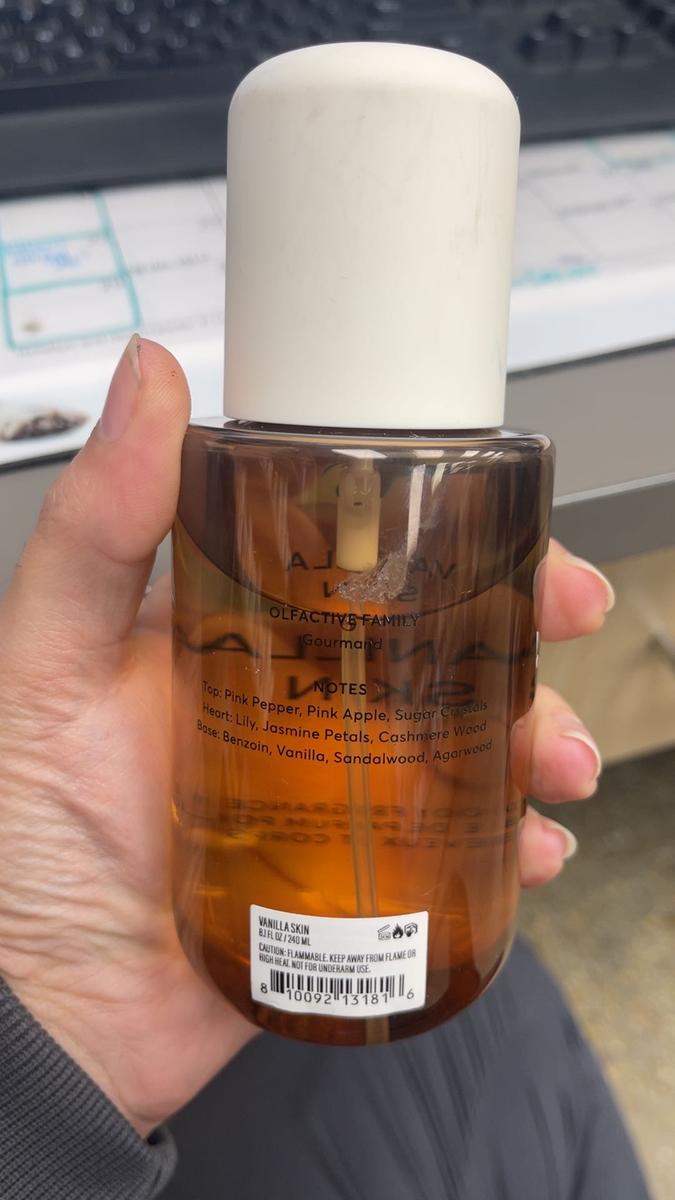 OLFACTIVE FAMILY
Gourmand
NOTES
Top: Pink Pepper, Pink Apple, Sugar Crystals
Heart: Lily, Jasmine Petals, Cashmere Wood
Base: Benzoin, Vanilla, Sandalwood, Agarwood
VANILLA
SKIN
VANILLA SKIN
8.1 FL OZ / 240 ML
CAUTION: FLAMMABLE. KEEP AWAY FROM FLAME OR
HIGH HEAT. NOT FOR UNDERARM USE.
8 10092 13181 6